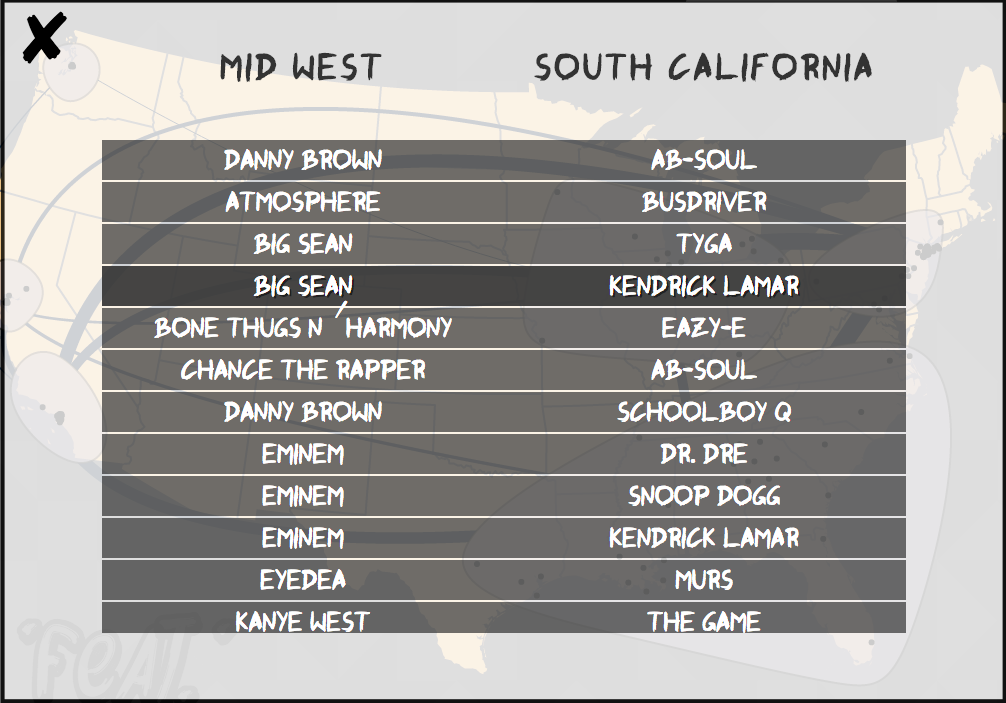 X
MID WEST SOUTH CALIFORNIA
DANNY BROWN AB-SOUL
ATMOSPHERE BUSDRIVER
BIG SEAN TYGA
BIG SEAN KENDRICK LAMAR
BONE THUGS N ' HARMONY EAZY-E
CHANCE THE RAPPER AB-SOUL
DANNY BROWN SCHOOLBOY Q
EMINEM DR. DRE
EMINEM SNOOP DOGG
EMINEM KENDRICK LAMAR
EYEDEA MURS
KANYE WEST THE GAME
'FEAT.'